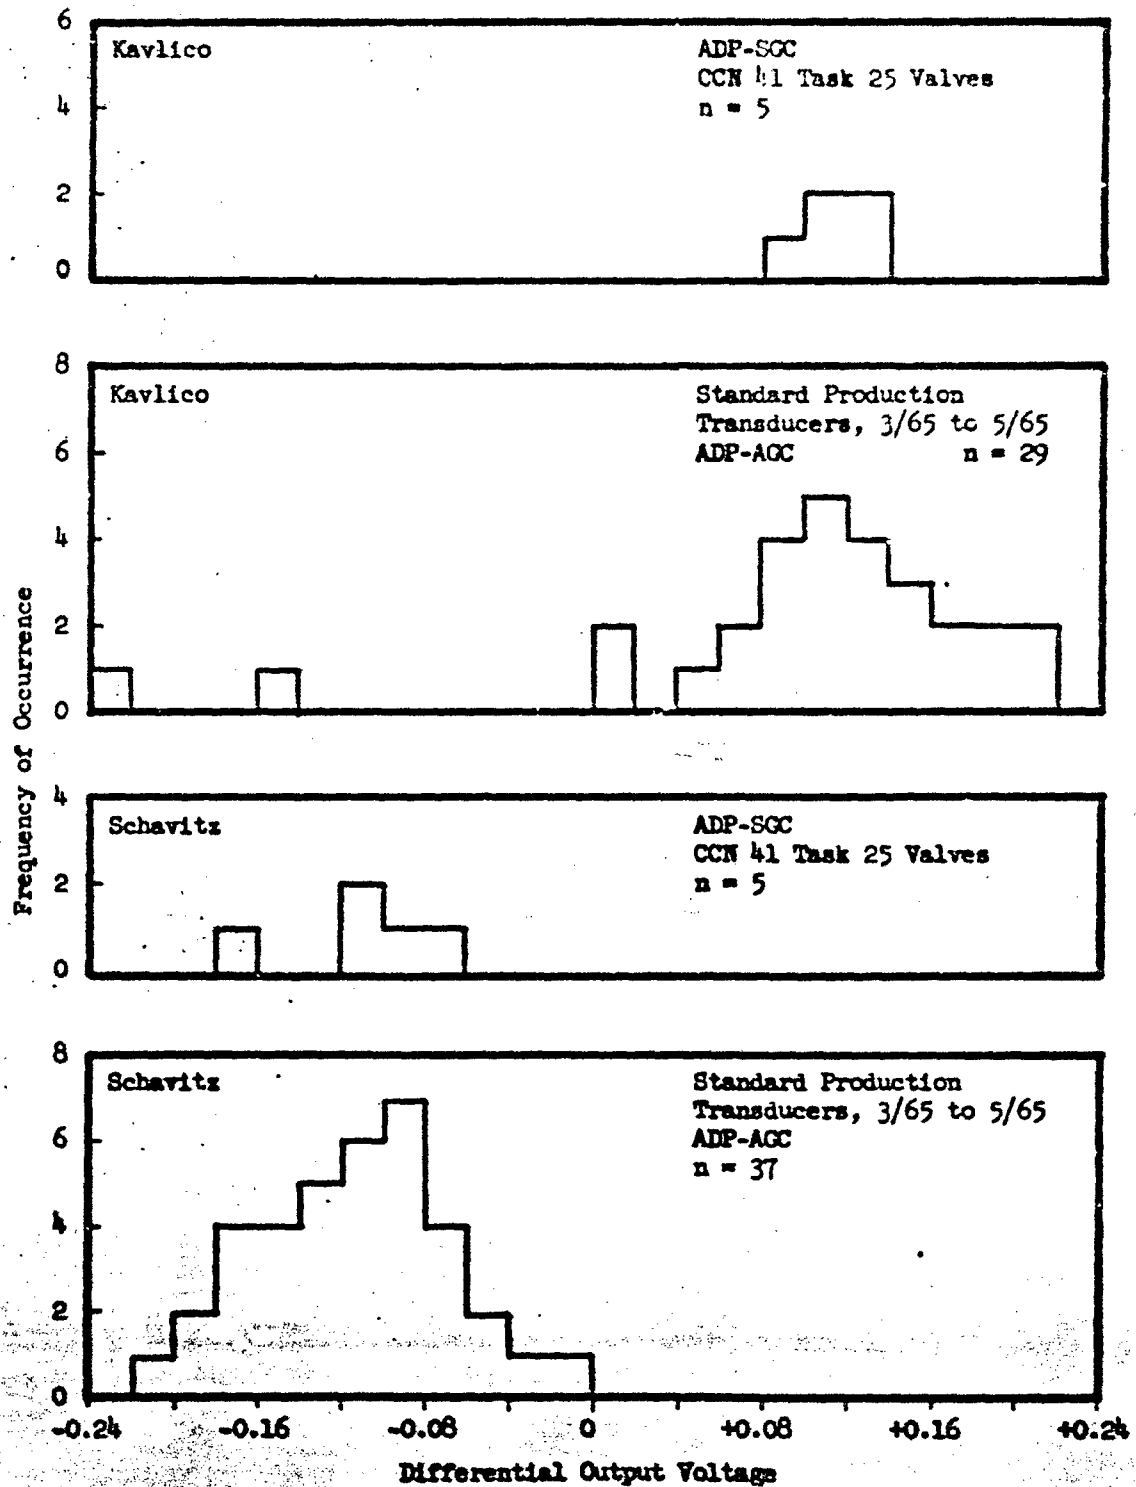 6
Kavlico
ADP-SGC
CCN 41 Task 25 Valves
n = 5
4
2
0
8
Kavlico
Standard Production
Transducers, 3/65 to 5/65
ADP-AGC n = 29
6
4
2
0
Frequency of Occurrence
4
Schavitz
ADP-SGC
CCN 41 Task 25 Valves
n = 5
2
0
8
Schavitz
Standard Production
Transducers, 3/65 to 5/65
ADP-AGC
n = 37
6
4
2
0
-0.24 -0.16 -0.08 0 +0.08 +0.16 +0.24
Differential Output Voltage